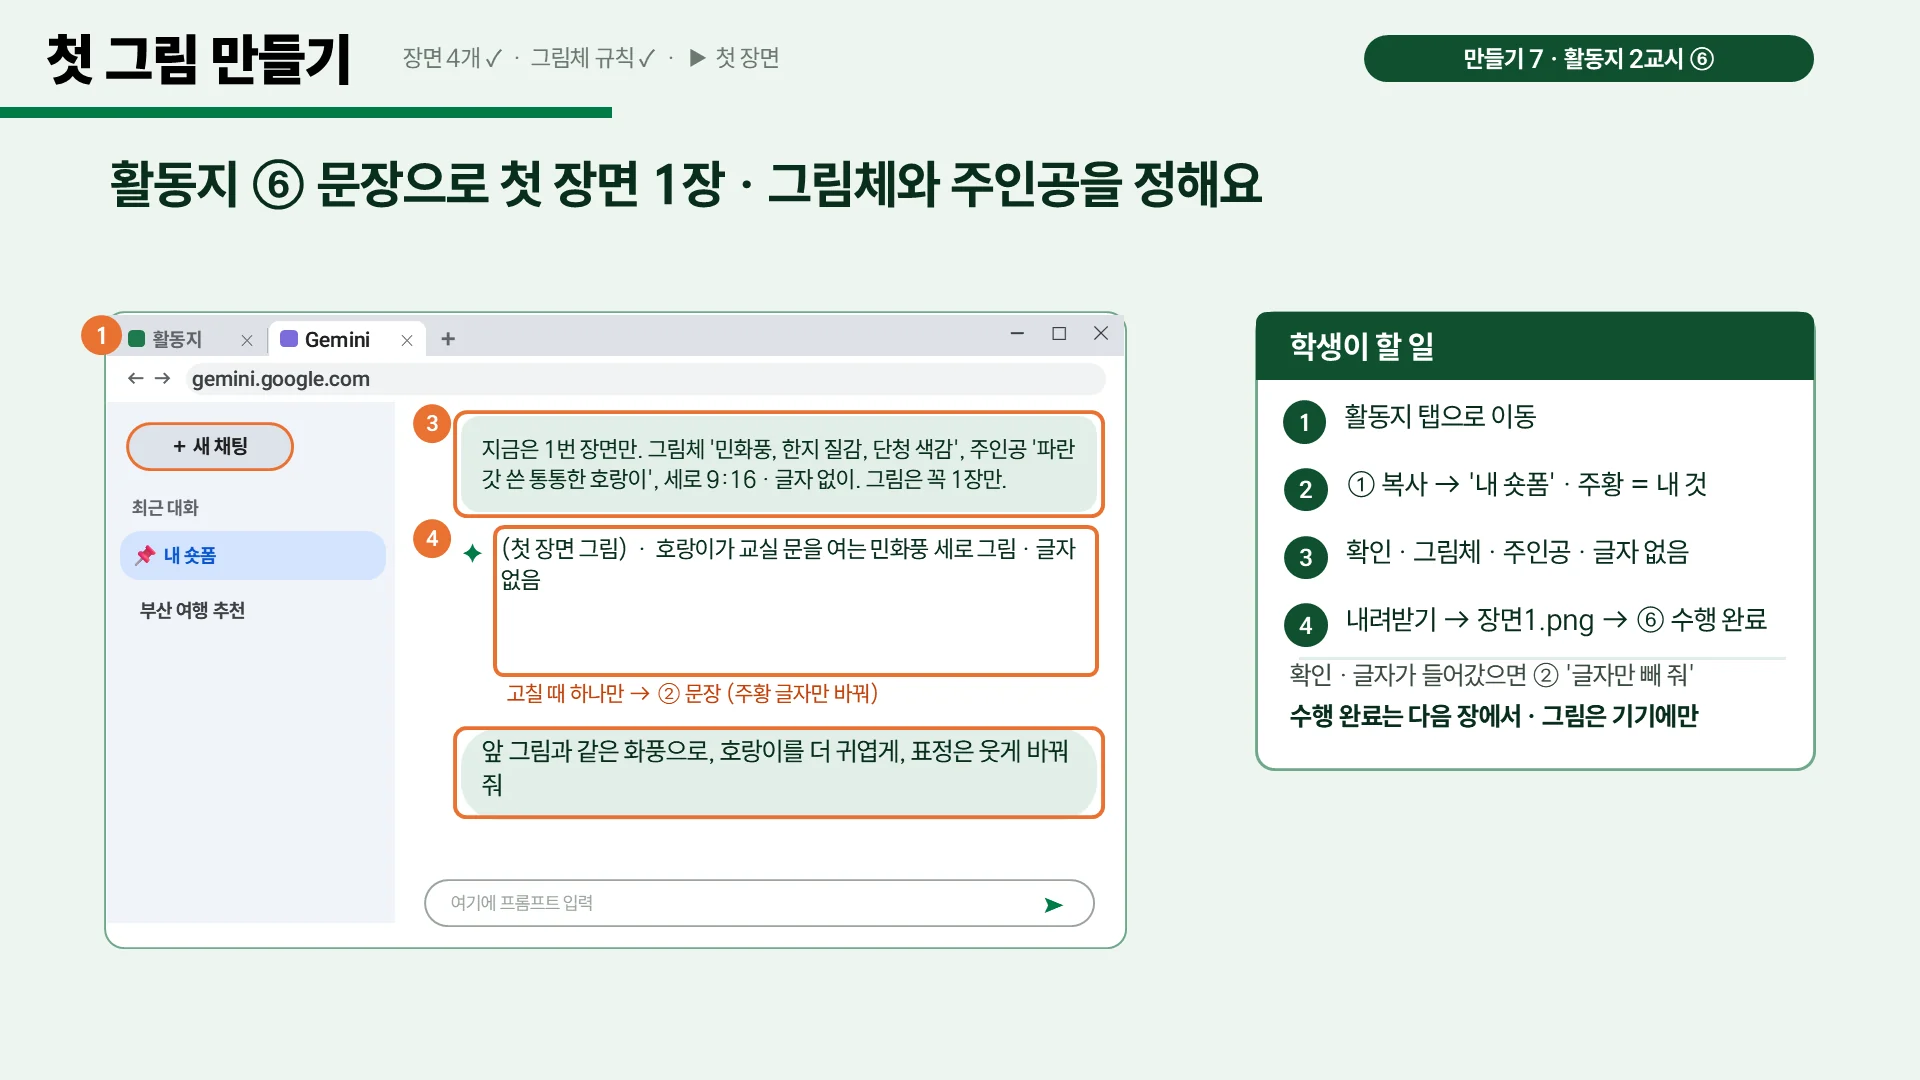 첫 그림 만들기
장면 4개 ✓ · 그림체 규칙 ✓ · ▶ 첫 장면
만들기 7 · 활동지 2교시 ⑥
활동지 ⑥ 문장으로 첫 장면 1장 · 그림체와 주인공을 정해요
1
활동지
Gemini
gemini.google.com
+ 새 채팅
최근 대화
📌 내 숏폼
부산 여행 추천
3
지금은 1번 장면만. 그림체 '민화풍, 한지 질감, 단청 색감', 주인공 '파란
갓 쓴 통통한 호랑이', 세로 9:16 · 글자 없이. 그림은 꼭 1장만.
4
(첫 장면 그림) · 호랑이가 교실 문을 여는 민화풍 세로 그림 · 글자
없음
고칠 때 하나만 → ② 문장 (주황 글자만 바꿔)
앞 그림과 같은 화풍으로, 호랑이를 더 귀엽게, 표정은 웃게 바꿔
줘
여기에 프롬프트 입력
학생이 할 일
1 활동지 탭으로 이동
2 ① 복사 → '내 숏폼' · 주황 = 내 것
3 확인 · 그림체 · 주인공 · 글자 없음
4 내려받기 → 장면1.png → ⑥ 수행 완료
확인 · 글자가 들어갔으면 ② '글자만 빼 줘'
수행 완료는 다음 장에서 · 그림은 기기에만